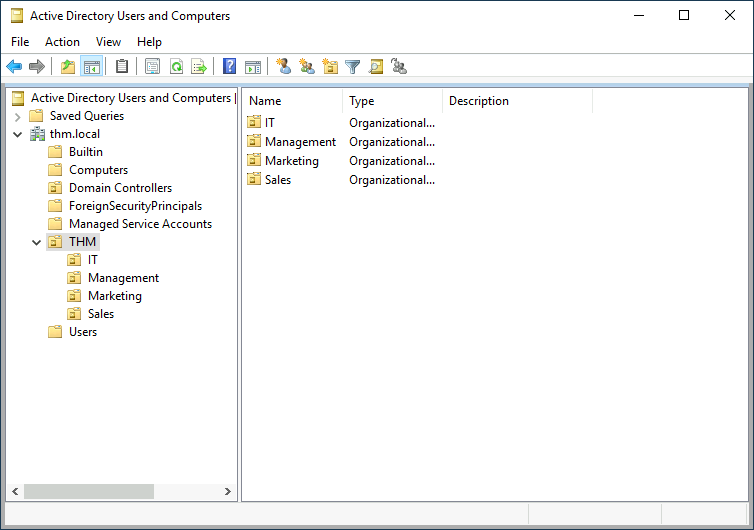 Active Directory Users and Computers
File Action View Help
Active Directory Users and Computers [
Saved Queries
thm.local
Builtin
Computers
Domain Controllers
ForeignSecurityPrincipals
Managed Service Accounts
THM
IT
Management
Marketing
Sales
Users
Name Type Description
IT Organizational...
Management Organizational...
Marketing Organizational...
Sales Organizational...